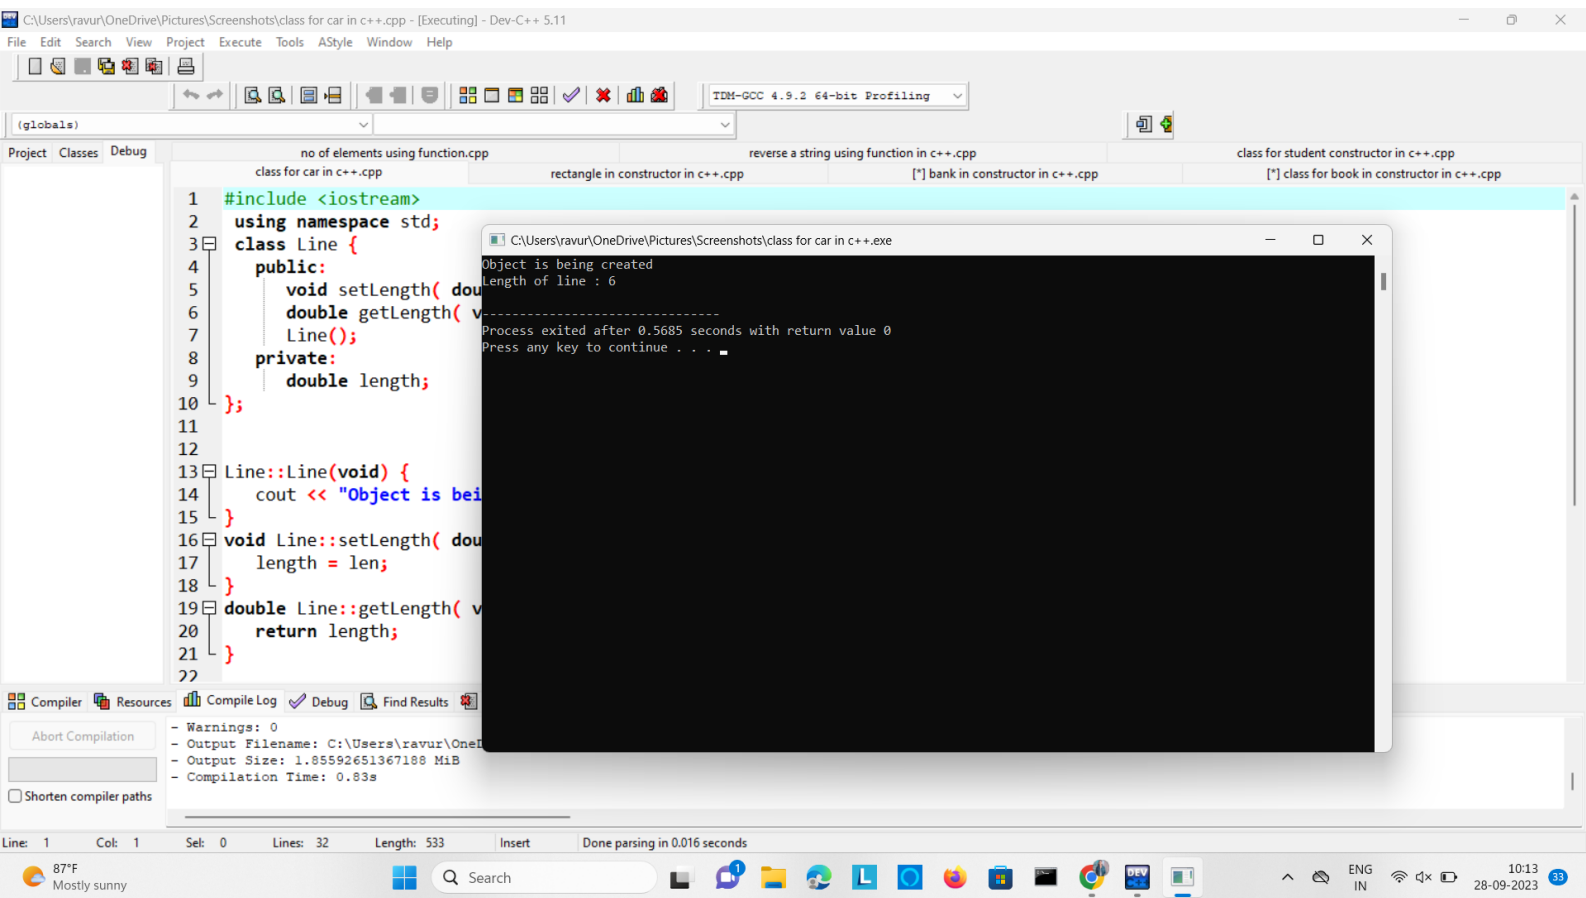 C:\Users\ravur\OneDrive\Pictures\Screenshots\class for car in c++.cpp - [Executing] - Dev-C++ 5.11
File Edit Search View Project Execute Tools AStyle Window Help
TDM-GCC 4.9.2 64-bit Profiling
(globals)
Project Classes Debug
no of elements using function.cpp reverse a string using function in c++.cpp class for student constructor in c++.cpp
class for car in c++.cpp rectangle in constructor in c++.cpp [*] bank in constructor in c++.cpp [*] class for book in constructor in c++.cpp
1 #include <iostream>
2 using namespace std;
3 class Line {
4 public:
5 void setLength( dou
6 double getLength( v
7 Line();
8 private:
9 double length;
10 };
11
12
13 Line::Line(void) {
14 cout << "Object is bei
15 }
16 void Line::setLength( dou
17 length = len;
18 }
19 double Line::getLength( v
20 return length;
21 }
22
C:\Users\ravur\OneDrive\Pictures\Screenshots\class for car in c++.exe
Object is being created
Length of line : 6
--------------------------------
Process exited after 0.5685 seconds with return value 0
Press any key to continue . . .
Compiler Resources Compile Log Debug Find Results
Abort Compilation
Shorten compiler paths
- Warnings: 0
- Output Filename: C:\Users\ravur\OneD
- Output Size: 1.85592651367188 MiB
- Compilation Time: 0.83s
Line: 1 Col: 1 Sel: 0 Lines: 32 Length: 533 Insert Done parsing in 0.016 seconds
87°F
Mostly sunny
Search
1
L
DEV
ENG
IN
10:13
28-09-2023
33